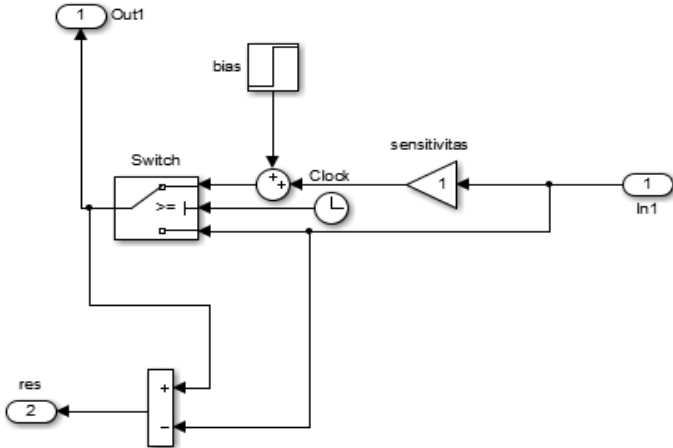 1
Out1
bias
sensitivitas
Switch
+
+
Clock
1
1
In1
>=
res
+
2
−